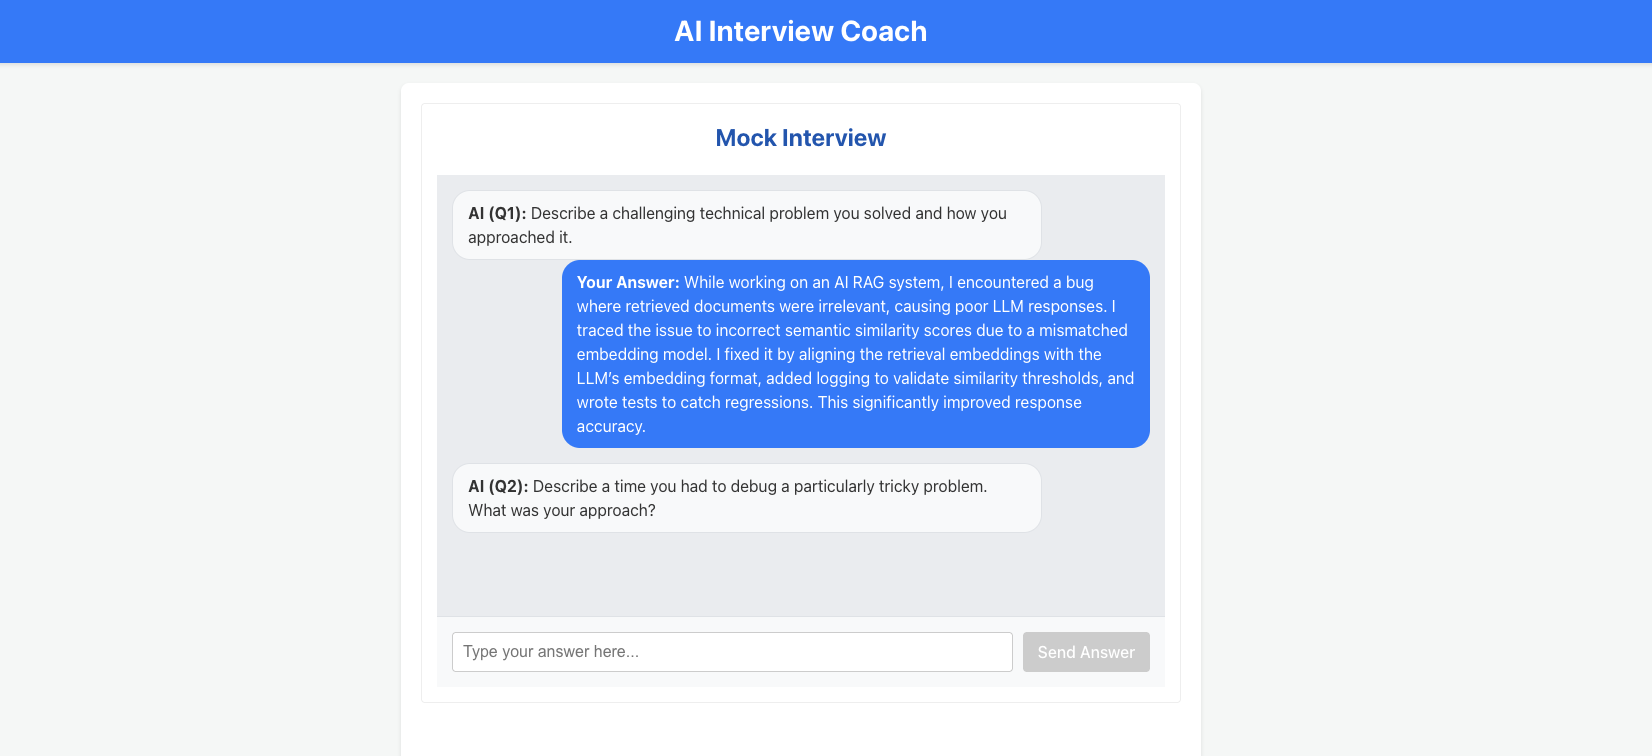 AI Interview Coach
Mock Interview
AI (Q1): Describe a challenging technical problem you solved and how you
approached it.
Your Answer: While working on an AI RAG system, I encountered a bug
where retrieved documents were irrelevant, causing poor LLM responses. I
traced the issue to incorrect semantic similarity scores due to a mismatched
embedding model. I fixed it by aligning the retrieval embeddings with the
LLM’s embedding format, added logging to validate similarity thresholds, and
wrote tests to catch regressions. This significantly improved response
accuracy.
AI (Q2): Describe a time you had to debug a particularly tricky problem.
What was your approach?
Type your answer here...
Send Answer